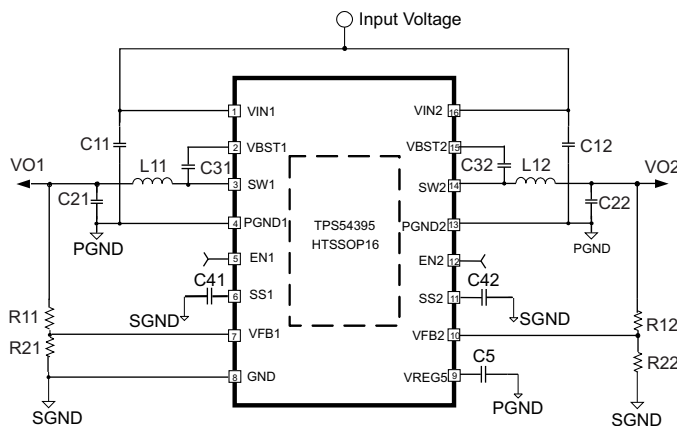 Input Voltage
1 VIN1
VIN2 16
C11
C12
2 VBST1
VBST2 15
VO1
L11
C31
C32
L12
VO2
3 SW1
SW2 14
C21
C22
4 PGND1
PGND2 13
PGND
PGND
TPS54395
HTSSOP16
5 EN1
EN2 12
C41
C42
6 SS1
SS2 11
SGND
SGND
R11
R12
7 VFB1
VFB2 10
R21
R22
C5
8 GND
VREG5 9
SGND
PGND
SGND